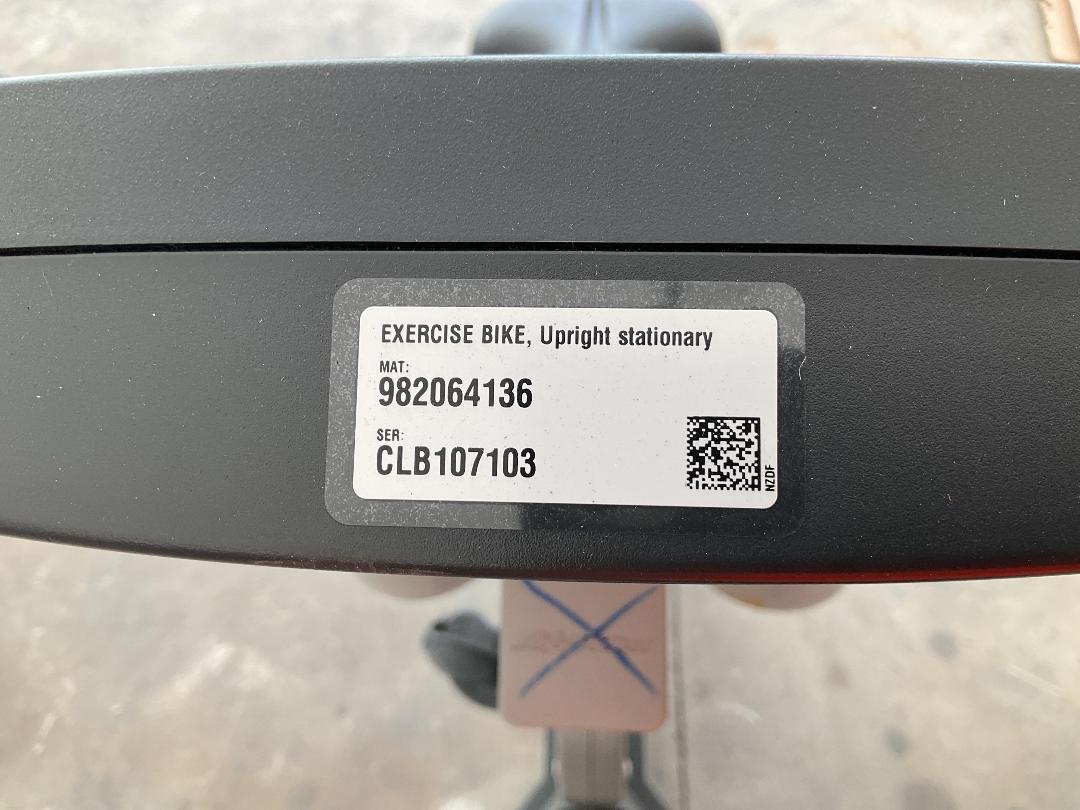 EXERCISE BIKE, Upright stationary
MAT:
982064136
SER:
CLB107103
NZDF